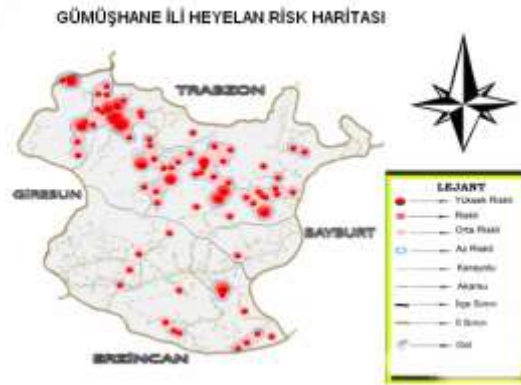 GÜMÜŞHANE İLİ HEYELAN RİSK HARİTASI
TRABZON
GİRESUN
BAYBURT
ERZİNCAN
LEJANT
Yüksek Riskli
Riskli
Orta Riskli
Az Riskli
Karayolu
Akarsu
İlçe Sınırı
İl Sınırı
Göl